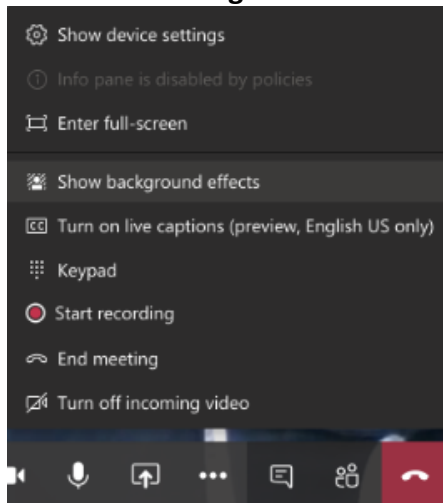 Show device settings
Info pane is disabled by policies
Enter full-screen
Show background effects
CC Turn on live captions (preview, English US only)
Keypad
Start recording
End meeting
Turn off incoming video